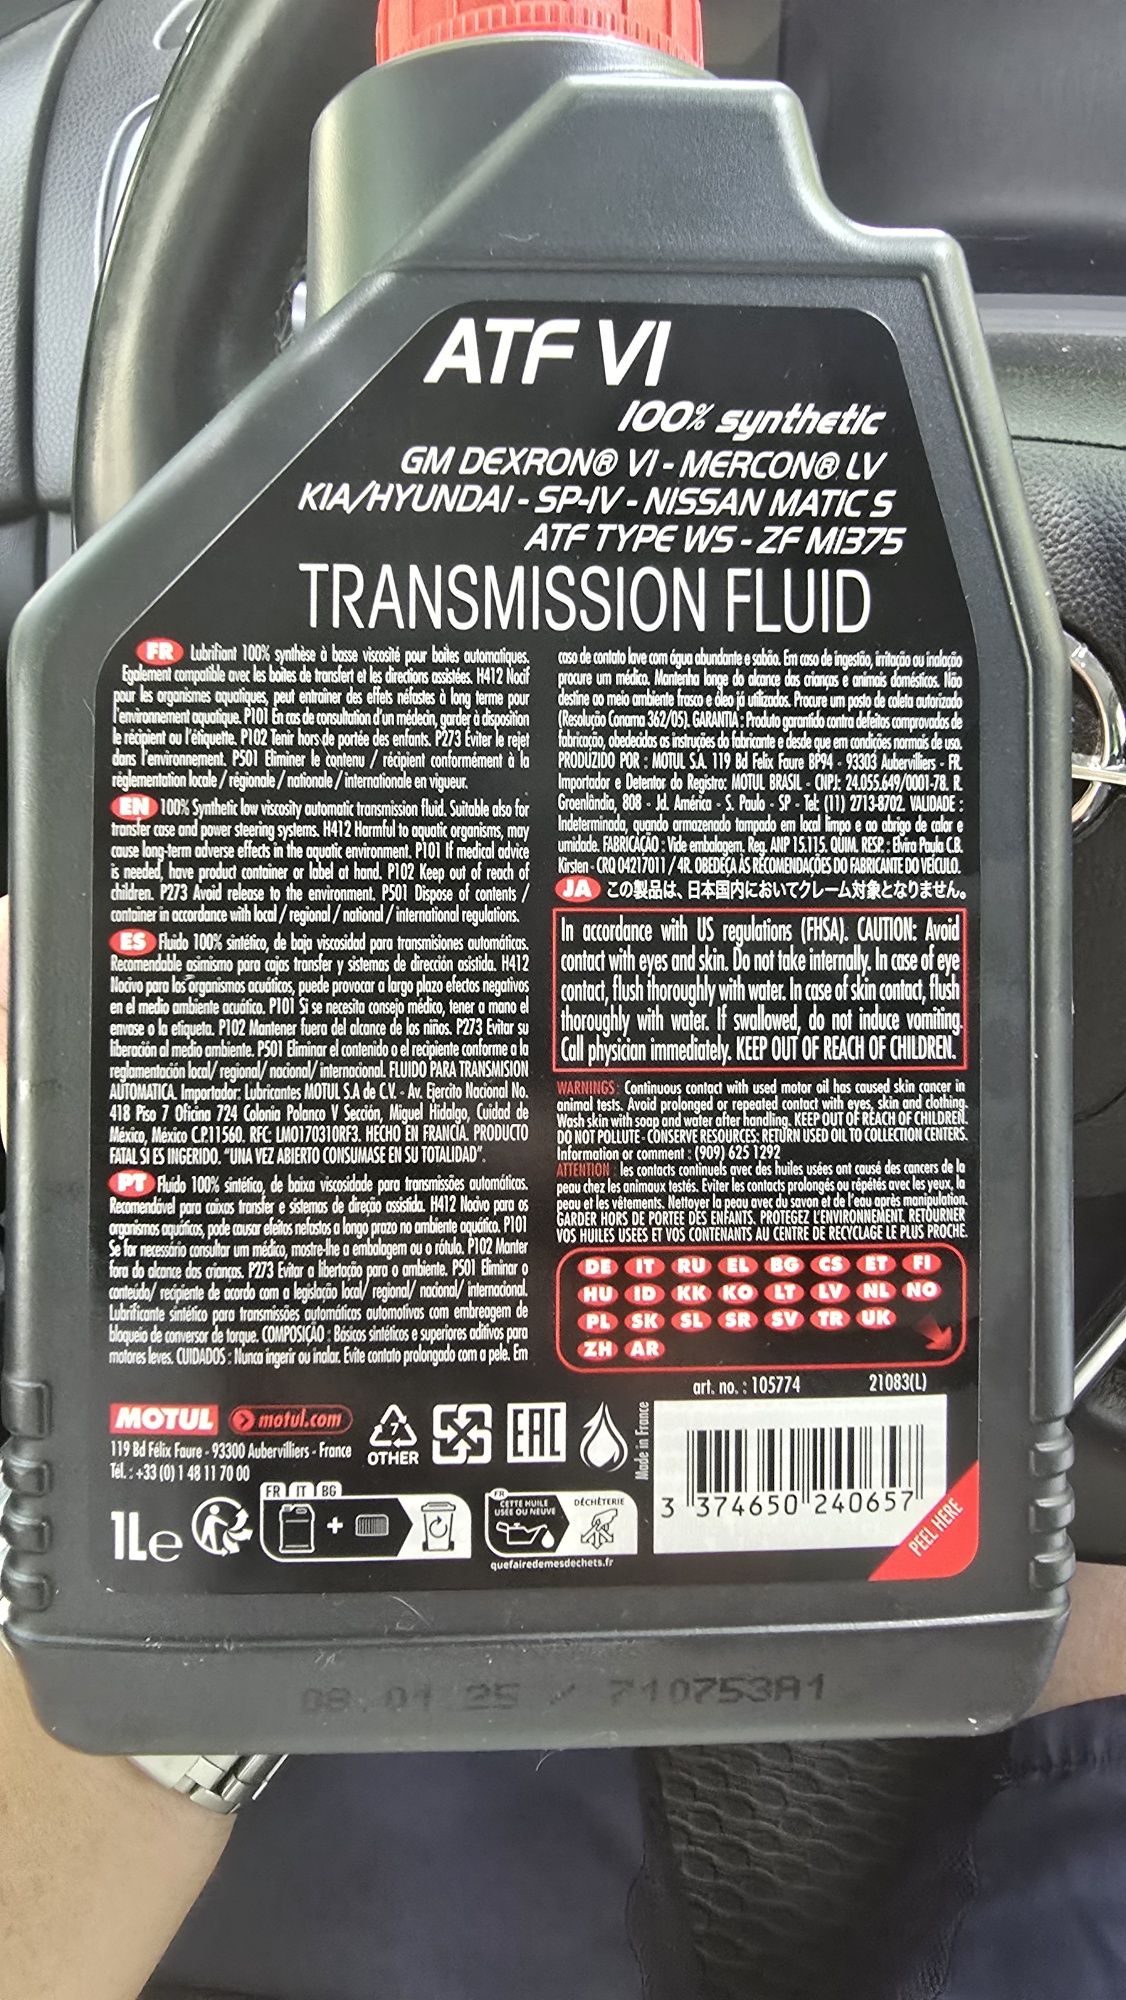 ATF VI
100% synthetic
GM DEXRON® VI - MERCON® LV
KIA/HYUNDAI - SP-IV - NISSAN MATIC S
ATF TYPE WS - ZF M1375
TRANSMISSION FLUID
FR Lubrifiant 100% synthèse à basse viscosité pour boites automatiques.
Egalement compatible avec les boites de transfert et les directions assistées. H412 Nocif
pour les organismes aquatiques, peut entraîner des effets néfastes à long terme pour
l'environnement aquatique. P101 En cas de consultation d'un médecin, garder à disposition
le récipient ou l'étiquette. P102 Tenir hors de portée des enfants. P273 Éviter le rejet
dans l'environnement. P501 Eliminer le contenu / récipient conformément à la
réglementation locale / régionale / nationale / internationale en vigueur.
EN 100% Synthetic low viscosity automatic transmission fluid. Suitable also for
transfer case and power steering systems. H412 Harmful to aquatic organisms, may
cause long-term adverse effects in the aquatic environment. P101 If medical advice
is needed, have product container or label at hand. P102 Keep out of reach of
children. P273 Avoid release to the environment. P501 Dispose of contents /
container in accordance with local / regional / national / international regulations.
ES Fluido 100% sintético, de baja viscosidad para transmisiones automáticas.
Recomendable asimismo para cajas transfer y sistemas de dirección asistida. H412
Nocivo para los organismos acuáticos, puede provocar a largo plazo efectos negativos
en el medio ambiente acuático. P101 Si se necesita consejo médico, tener a mano el
envase o la etiqueta. P102 Mantener fuera del alcance de los niños. P273 Evitar su
liberación al medio ambiente. P501 Eliminar el contenido o el recipiente conforme a la
reglamentación local/ regional/ nacional/ internacional. FLUIDO PARA TRANSMISION
AUTOMATICA. Importador: Lubricantes MOTUL S.A de C.V. - Av. Ejercito Nacional No.
418 Piso 7 Oficina 724 Colonia Polanco V Sección, Miguel Hidalgo, Cuidad de
México, México C.P.11560. RFC: LMO170310RF3. HECHO EN FRANCIA. PRODUCTO
FATAL SI ES INGERIDO. "UNA VEZ ABIERTO CONSUMASE EN SU TOTALIDAD".
PT Fluido 100% sintético, de baixa viscosidade para transmissões automáticas.
Recomendável para caixas transfer e sistemas de direção assistida. H412 Nocivo para os
organismos aquáticos, pode causar efeitos nefastos a longo prazo no ambiente aquático. P101
Se for necessário consultar um médico, mostre-lhe a embalagem ou o rótulo. P102 Manter
fora do alcance das crianças. P273 Evitar a libertação para o ambiente. P501 Eliminar o
conteúdo/ recipiente de acordo com a legislação local/ regional/ nacional/ internacional.
Lubrificante sintético para transmissões automáticas automotivas com embreagem de
bloqueio de conversor de torque. COMPOSIÇÃO : Básicos sintéticos e superiores aditivos para
motores leves. CUIDADOS : Nunca ingerir ou inalar. Evite contato prolongado com a pele. Em
caso de contato lave com água abundante e sabão. Em caso de ingestão, irritação ou inalação
procure um médico. Mantenha longe do alcance das crianças e animais domésticos. Não
destine ao meio ambiente frasco e óleo já utilizados. Procure um posto de coleta autorizado
(Resolução Conama 362/05). GARANTIA : Produto garantido contra defeitos comprovados de
fabricação, obedecidas as instruções do fabricante e desde que em condições normais de uso.
PRODUZIDO POR : MOTUL S.A. 119 Bd Felix Faure BP94 - 93303 Aubervilliers - FR.
Importador e Detentor do Registro: MOTUL BRASIL - CNPJ: 24.055.649/0001-78. R.
Groenlândia, 808 - Jd. América - S. Paulo - SP - Tel: (11) 2713-8702. VALIDADE :
Indeterminada, quando armazenado tampado em local limpo e ao abrigo de calor e
umidade. FABRICAÇÃO : Vide embalagem. Reg. ANP 15.115. QUIM. RESP.: Elvira Paula C.B.
Kirsten - CRQ 04217011 / 4R. OBEDEÇA ÀS RECOMENDAÇÕES DO FABRICANTE DO VEÍCULO.
JA この製品は、日本国内においてクレーム対象となりません。
In accordance with US regulations (FHSA). CAUTION: Avoid
contact with eyes and skin. Do not take internally. In case of eye
contact, flush thoroughly with water. In case of skin contact, flush
thoroughly with water. If swallowed, do not induce vomiting.
Call physician immediately. KEEP OUT OF REACH OF CHILDREN.
WARNINGS: Continuous contact with used motor oil has caused skin cancer in
animal tests. Avoid prolonged or repeated contact with eyes, skin and clothing.
Wash skin with soap and water after handling. KEEP OUT OF REACH OF CHILDREN.
DO NOT POLLUTE - CONSERVE RESOURCES: RETURN USED OIL TO COLLECTION CENTERS.
Information or comment : (909) 625 1292
ATTENTION : les contacts continuels avec des huiles usées ont causé des cancers de la
peau chez les animaux testés. Eviter les contacts prolongés ou répétés avec les yeux, la
peau et les vêtements. Nettoyer la peau avec du savon et de l'eau après manipulation.
GARDER HORS DE PORTEE DES ENFANTS. PROTEGEZ L'ENVIRONNEMENT. RETOURNER
VOS HUILES USEES ET VOS CONTENANTS AU CENTRE DE RECYCLAGE LE PLUS PROCHE.
DE IT RU EL BG CS ET FI
HU ID KK KO LT LV NL NO
PL SK SL SR SV TR UK
ZH AR
art. no. : 105774 21083(L)
MOTUL motul.com
119 Bd Félix Faure - 93300 Aubervilliers - France
Tél. : +33 (0) 1 48 11 70 00
7
OTHER
EAC
Made in France
1L e
FR IT BG
+
FR
CETTE HUILE
USÉE OU NEUVE
DÉCHÈTERIE
quefairedemesdechets.fr
3 374650 240657
PEEL HERE
08.01 25 / 710753A1